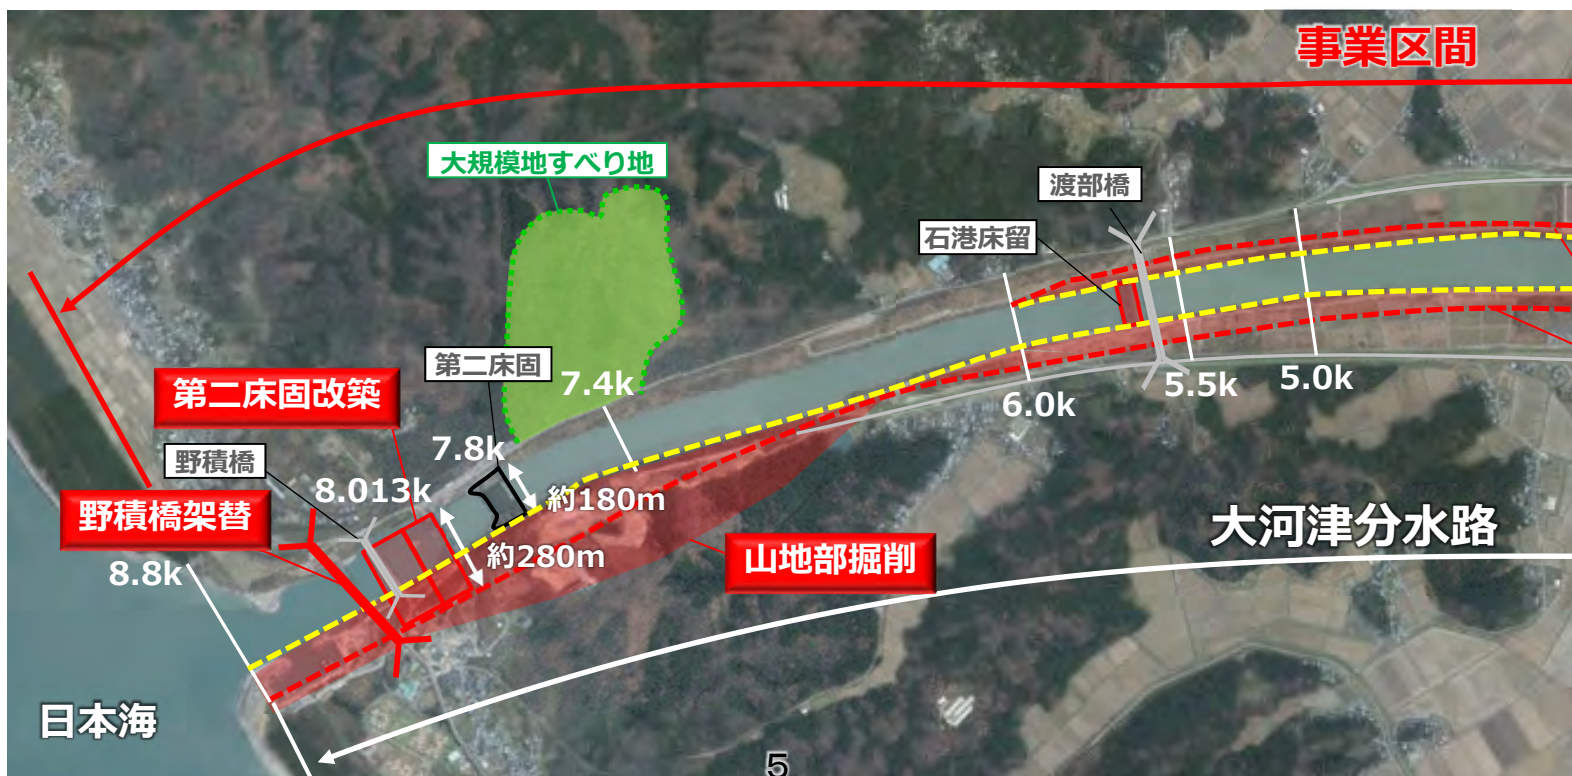 事業区間
大規模地すべり地
渡部橋
石港床留
第二床固
7.4k
第二床固改築
6.0k
5.5k
5.0k
野積橋
7.8k
8.013k
約180m
野積橋架替
約280m
大河津分水路
8.8k
山地部掘削
日本海
5